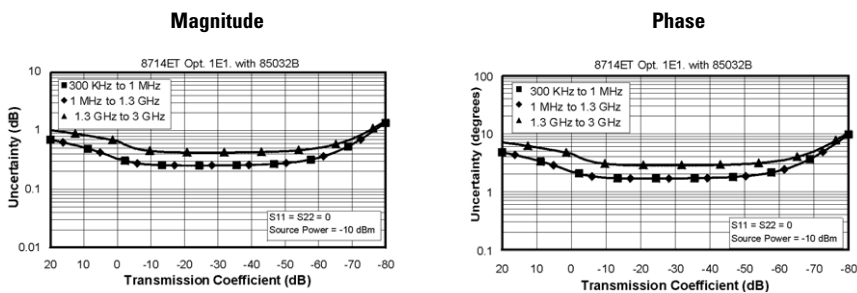 Magnitude
8714ET Opt. 1E1. with 85032B
10
1
0.1
0.01
Uncertainty (dB)
300 KHz to 1 MHz
1 MHz to 1.3 GHz
1.3 GHz to 3 GHz
S11 = S22 = 0
Source Power = -10 dBm
20 10 0 -10 -20 -30 -40 -50 -60 -70 -80
Transmission Coefficient (dB)
Phase
8714ET Opt. 1E1. with 85032B
100
10
1
0.1
Uncertainty (degrees)
300 KHz to 1 MHz
1 MHz to 1.3 GHz
1.3 GHz to 3 GHz
S11 = S22 = 0
Source Power = -10 dBm
20 10 0 -10 -20 -30 -40 -50 -60 -70 -80
Transmission Coefficient (dB)